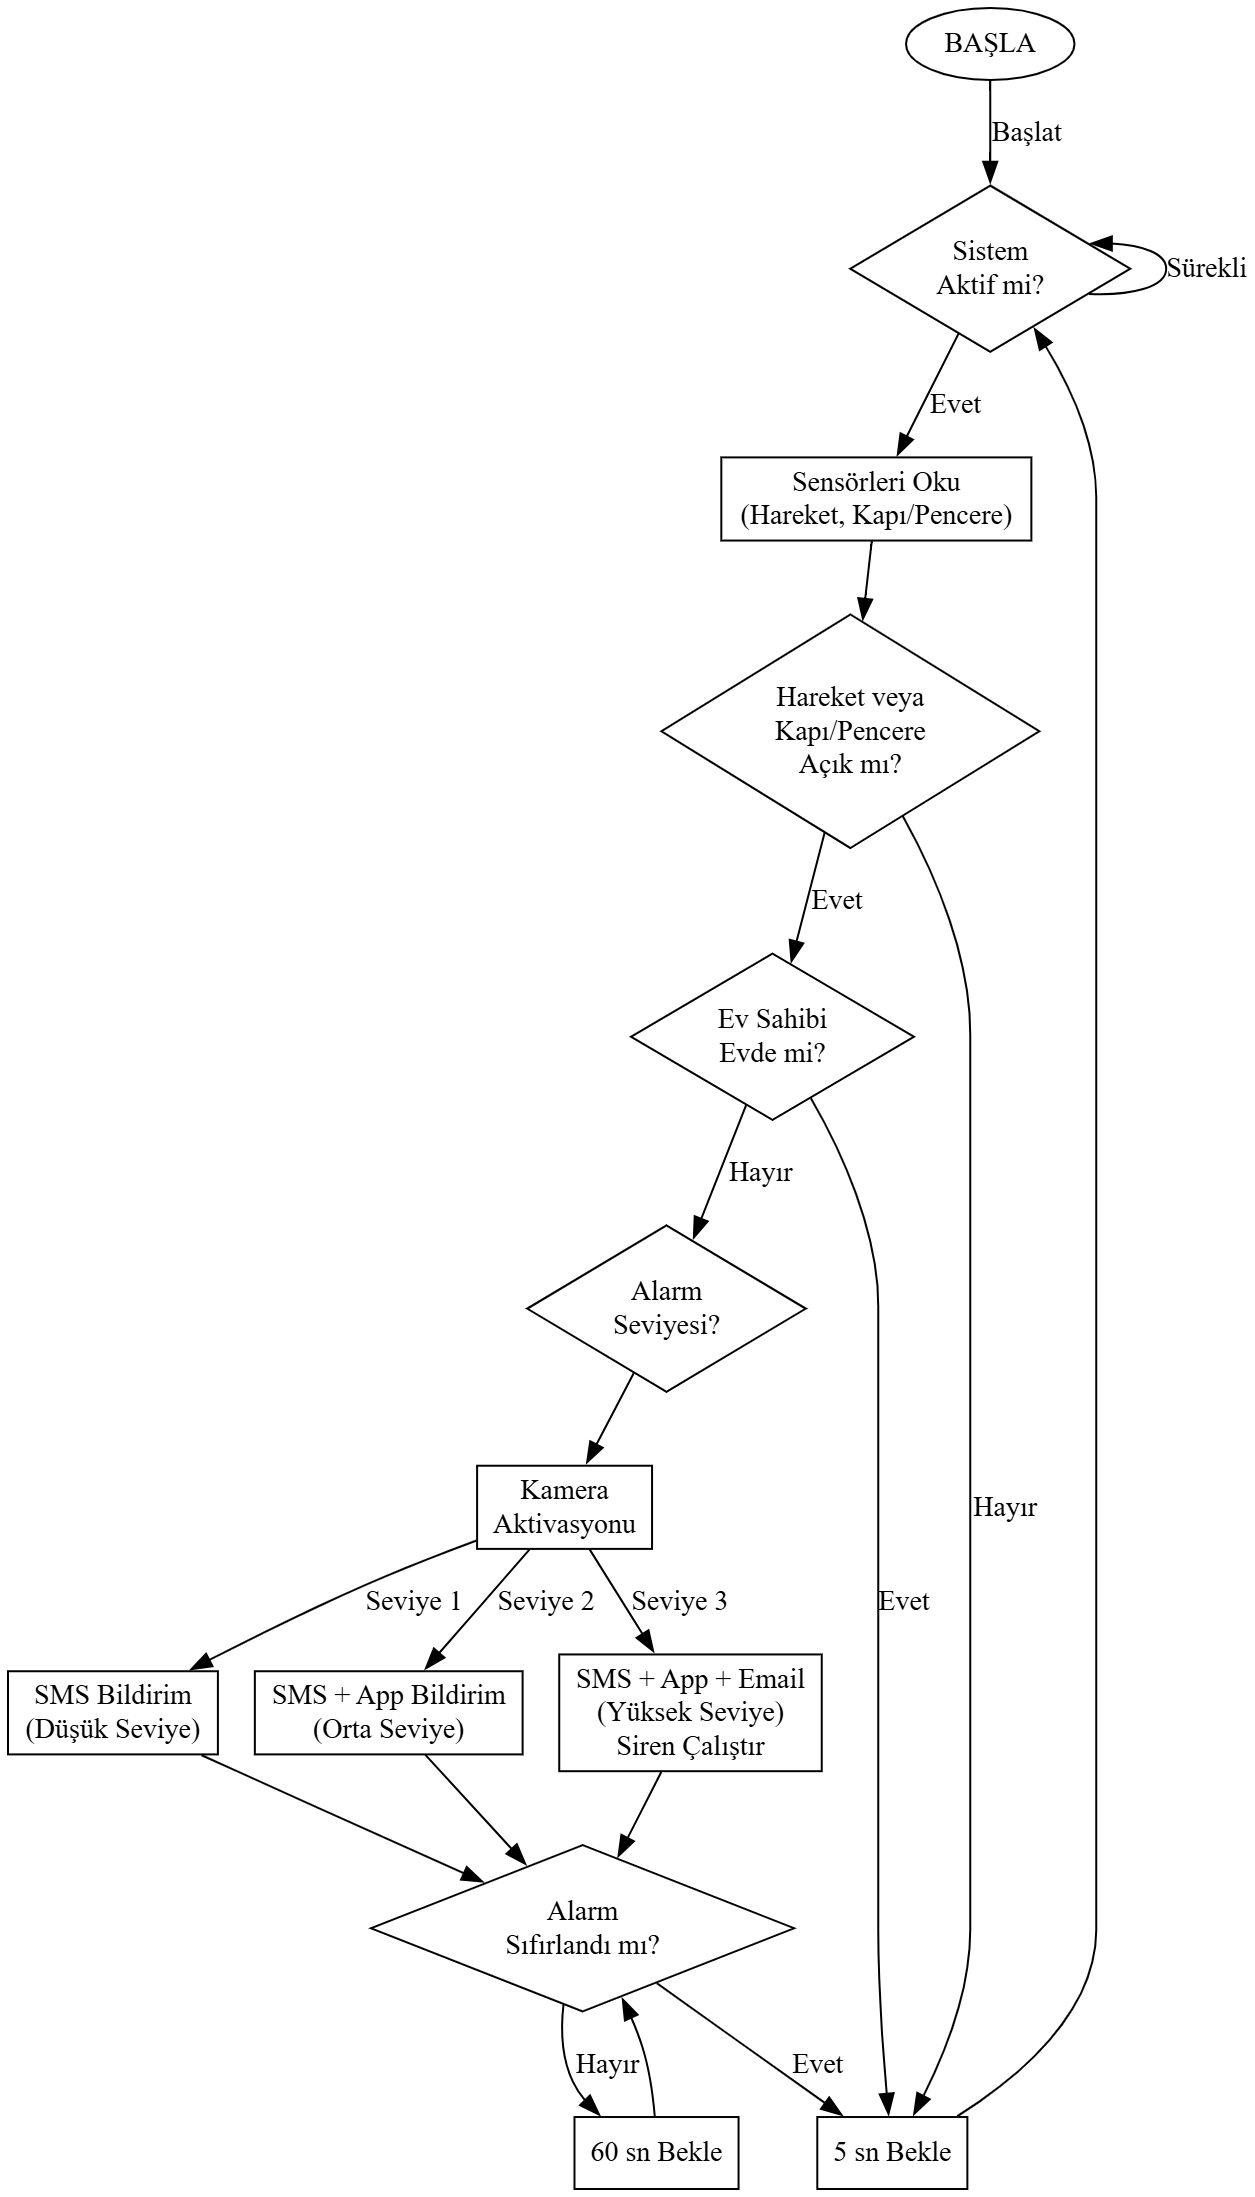 BAŞLA
Başlat
Sistem
Aktif mi?
Sürekli
Evet
Sensörleri Oku
(Hareket, Kapı/Pencere)
Hareket veya
Kapı/Pencere
Açık mı?
Evet
Ev Sahibi
Evde mi?
Hayır
Alarm
Seviyesi?
Kamera
Aktivasyonu
Hayır
Seviye 1
Seviye 2
Seviye 3
Evet
SMS Bildirim
(Düşük Seviye)
SMS + App Bildirim
(Orta Seviye)
SMS + App + Email
(Yüksek Seviye)
Siren Çalıştır
Alarm
Sıfırlandı mı?
Hayır
Evet
60 sn Bekle
5 sn Bekle